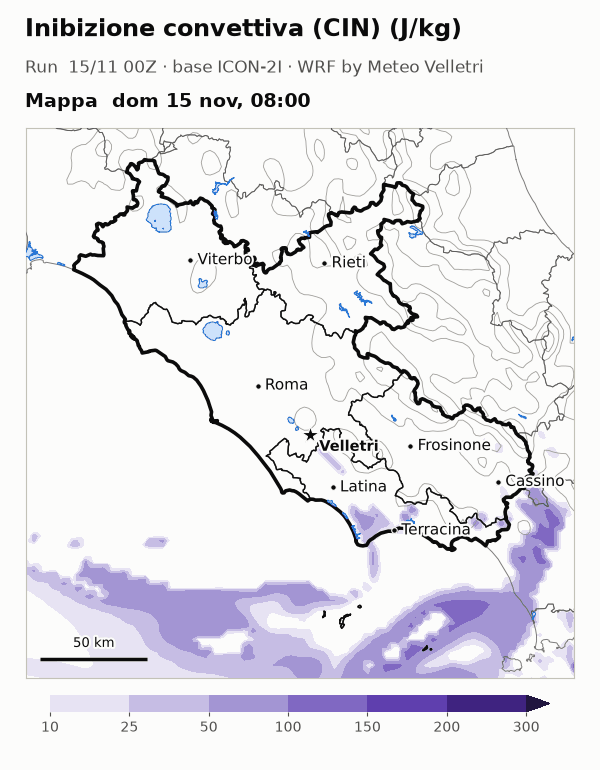 Inibizione convettiva (CIN) (J/kg)
Run 15/11 00Z · base ICON-2I · WRF by Meteo Velletri
Mappa dom 15 nov, 08:00
Viterbo
Rieti
Roma
Velletri
Frosinone
Cassino
Latina
Terracina
50 km
10 25 50 100 150 200 300